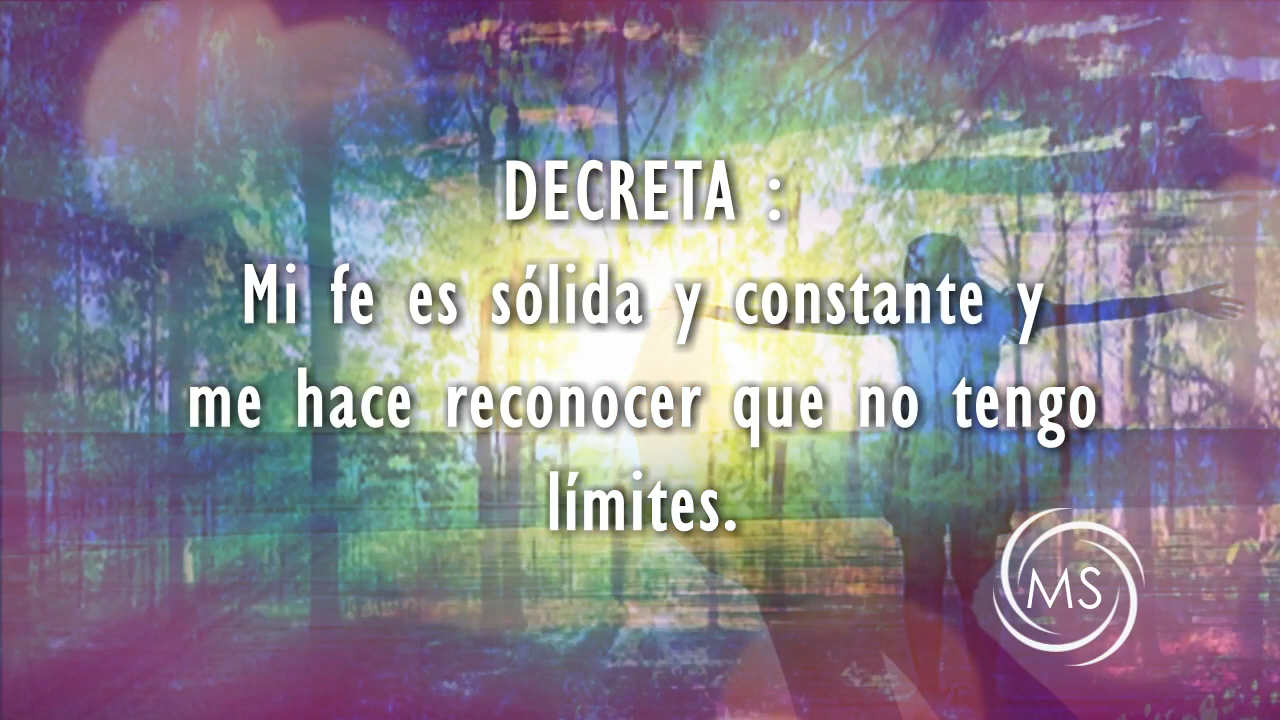 DECRETA :
Mi fe es sólida y constante y
me hace reconocer que no tengo
límites.
MS